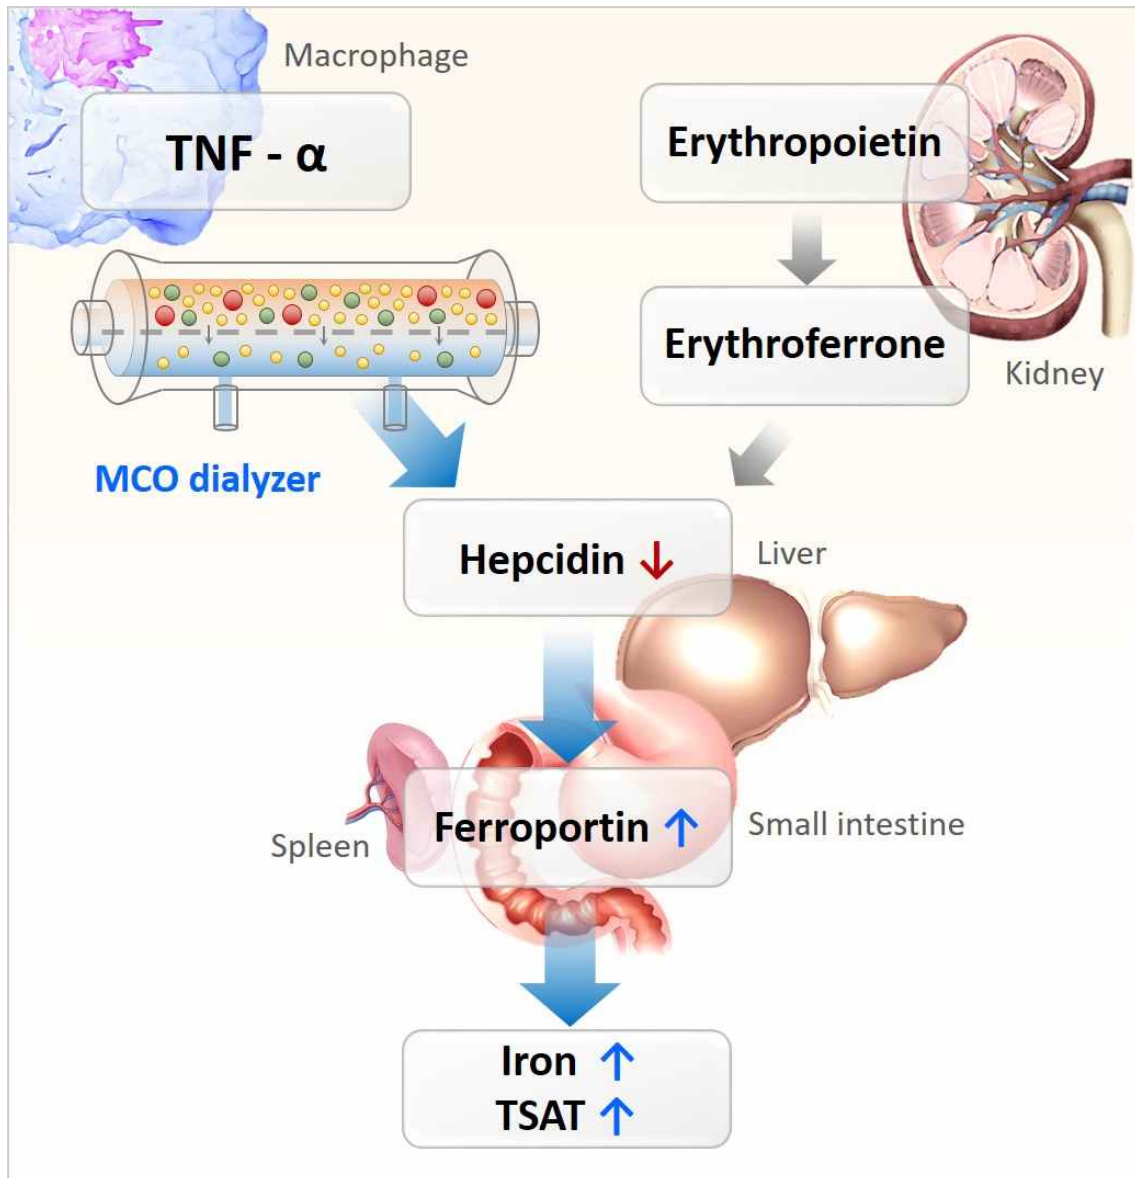 Macrophage
TNF - α
Erythropoietin
Erythroferrone
Kidney
MCO dialyzer
Hepcidin ↓
Liver
Ferroportin ↑
Spleen
Small intestine
Iron ↑
TSAT ↑